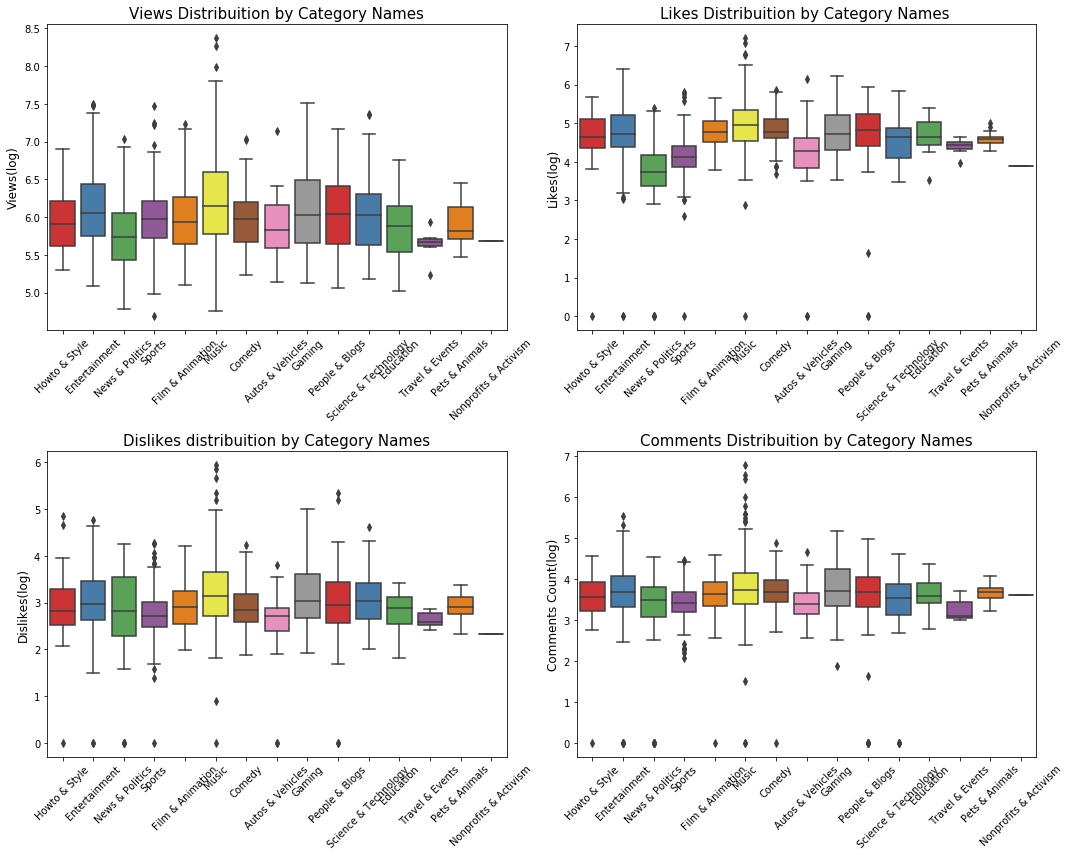 Views Distribuition by Category Names
Views(log)
8.5
8.0
7.5
7.0
6.5
6.0
5.5
5.0
Howto & Style
Entertainment
News & Politics
Sports
Film & Animation
Music
Comedy
Autos & Vehicles
Gaming
People & Blogs
Science & Technology
Education
Travel & Events
Pets & Animals
Nonprofits & Activism
Likes Distribuition by Category Names
Likes(log)
7
6
5
4
3
2
1
0
Howto & Style
Entertainment
News & Politics
Sports
Film & Animation
Music
Comedy
Autos & Vehicles
Gaming
People & Blogs
Science & Technology
Education
Travel & Events
Pets & Animals
Nonprofits & Activism
Dislikes distribuition by Category Names
Dislikes(log)
6
5
4
3
2
1
0
Howto & Style
Entertainment
News & Politics
Sports
Film & Animation
Music
Comedy
Autos & Vehicles
Gaming
People & Blogs
Science & Technology
Education
Travel & Events
Pets & Animals
Nonprofits & Activism
Comments Distribuition by Category Names
Comments Count(log)
7
6
5
4
3
2
1
0
Howto & Style
Entertainment
News & Politics
Sports
Film & Animation
Music
Comedy
Autos & Vehicles
Gaming
People & Blogs
Science & Technology
Education
Travel & Events
Pets & Animals
Nonprofits & Activism